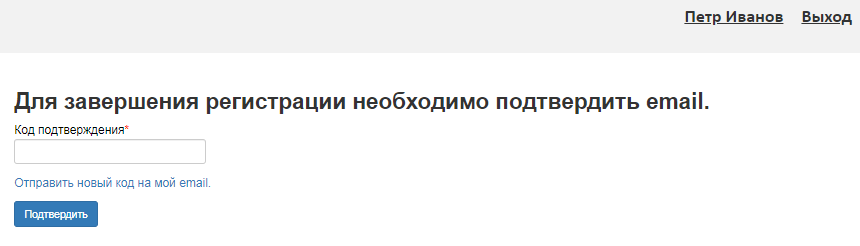 Петр Иванов Выход
Для завершения регистрации необходимо подтвердить email.
Код подтверждения*
Отправить новый код на мой email.
Подтвердить